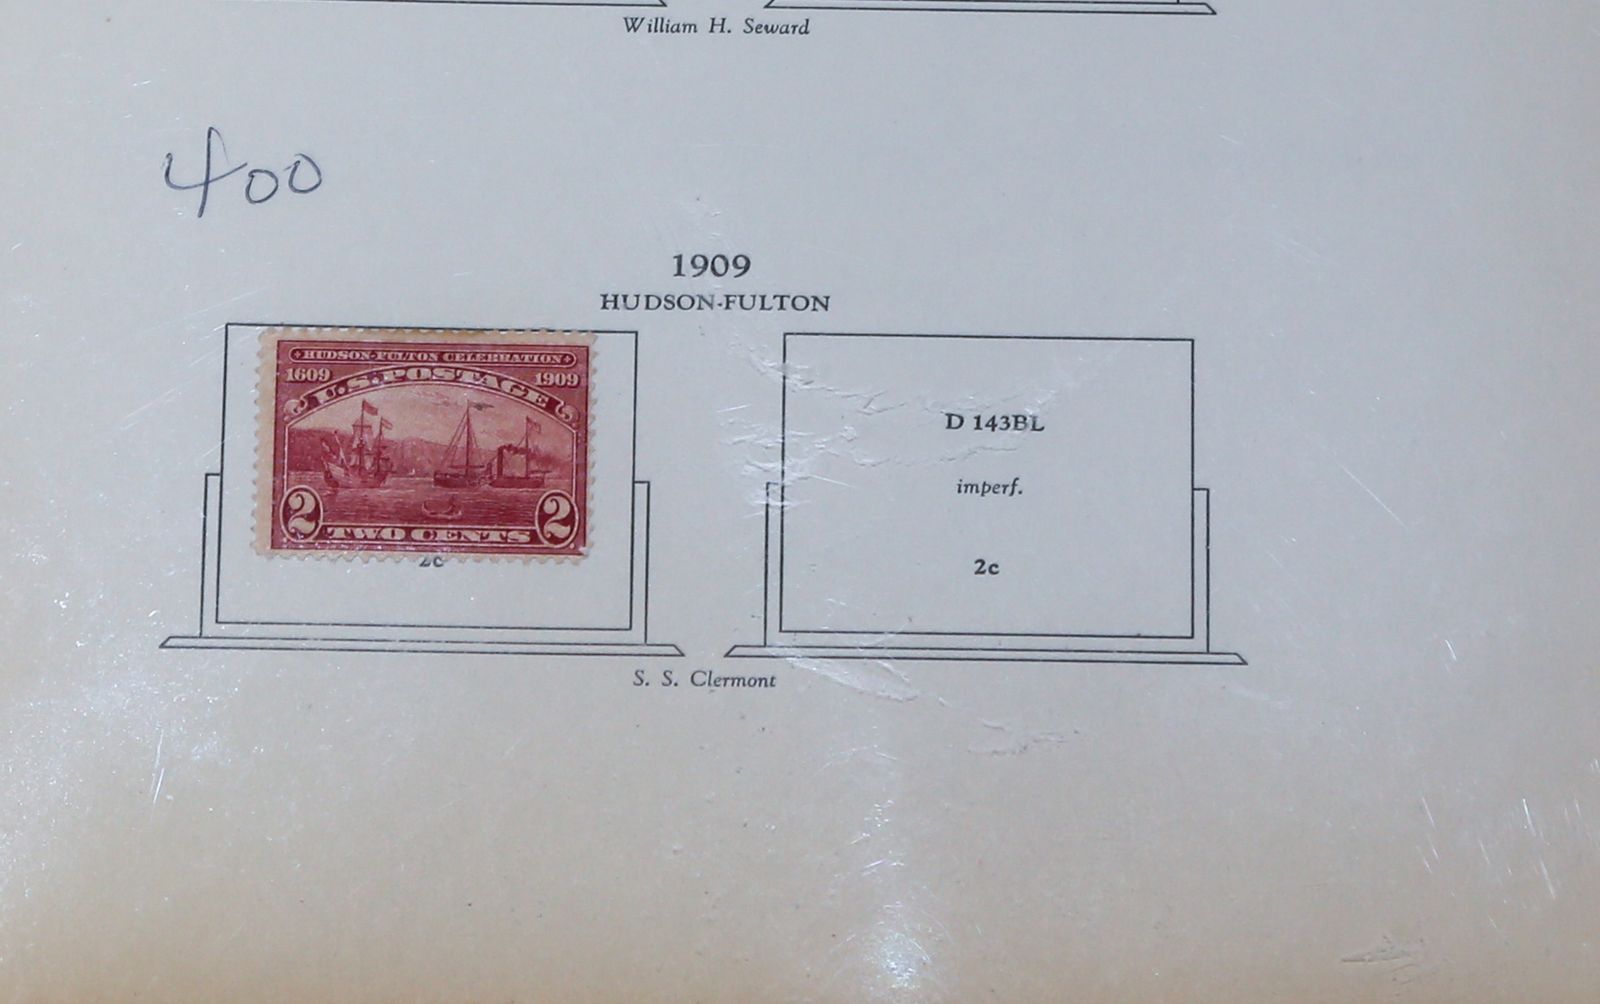 William H. Seward
400
1909
HUDSON-FULTON
HUDSON-FULTON CELEBRATION
1609 1909
U.S. POSTAGE
2 2
TWO CENTS
2c
D 143BL
imperf.
2c
S. S. Clermont